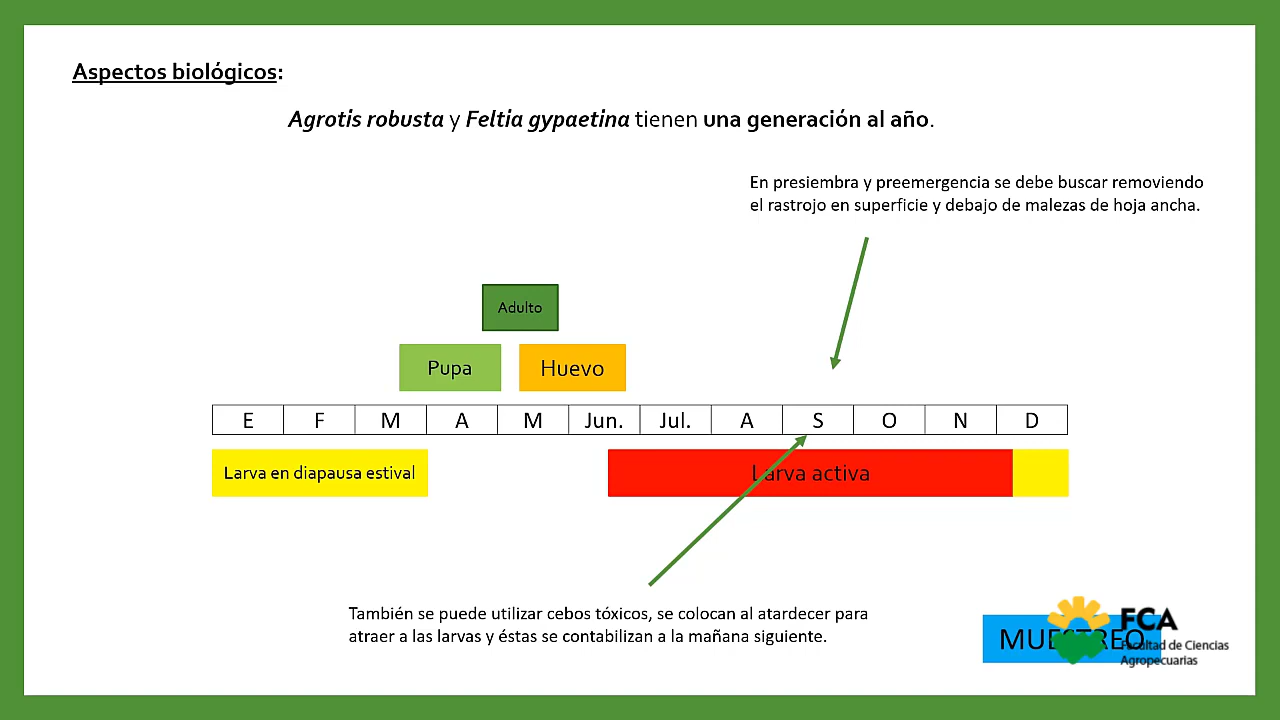 Aspectos biológicos:
Agrotis robusta y Feltia gypaetina tienen una generación al año.
En presiembra y preemergencia se debe buscar removiendo
el rastrojo en superficie y debajo de malezas de hoja ancha.
Adulto
Pupa
Huevo
E F M A M Jun. Jul. A S O N D
Larva en diapausa estival
Larva activa
También se puede utilizar cebos tóxicos, se colocan al atardecer para
atraer a las larvas y éstas se contabilizan a la mañana siguiente.
MUESTREO
FCA
Facultad de Ciencias
Agropecuarias